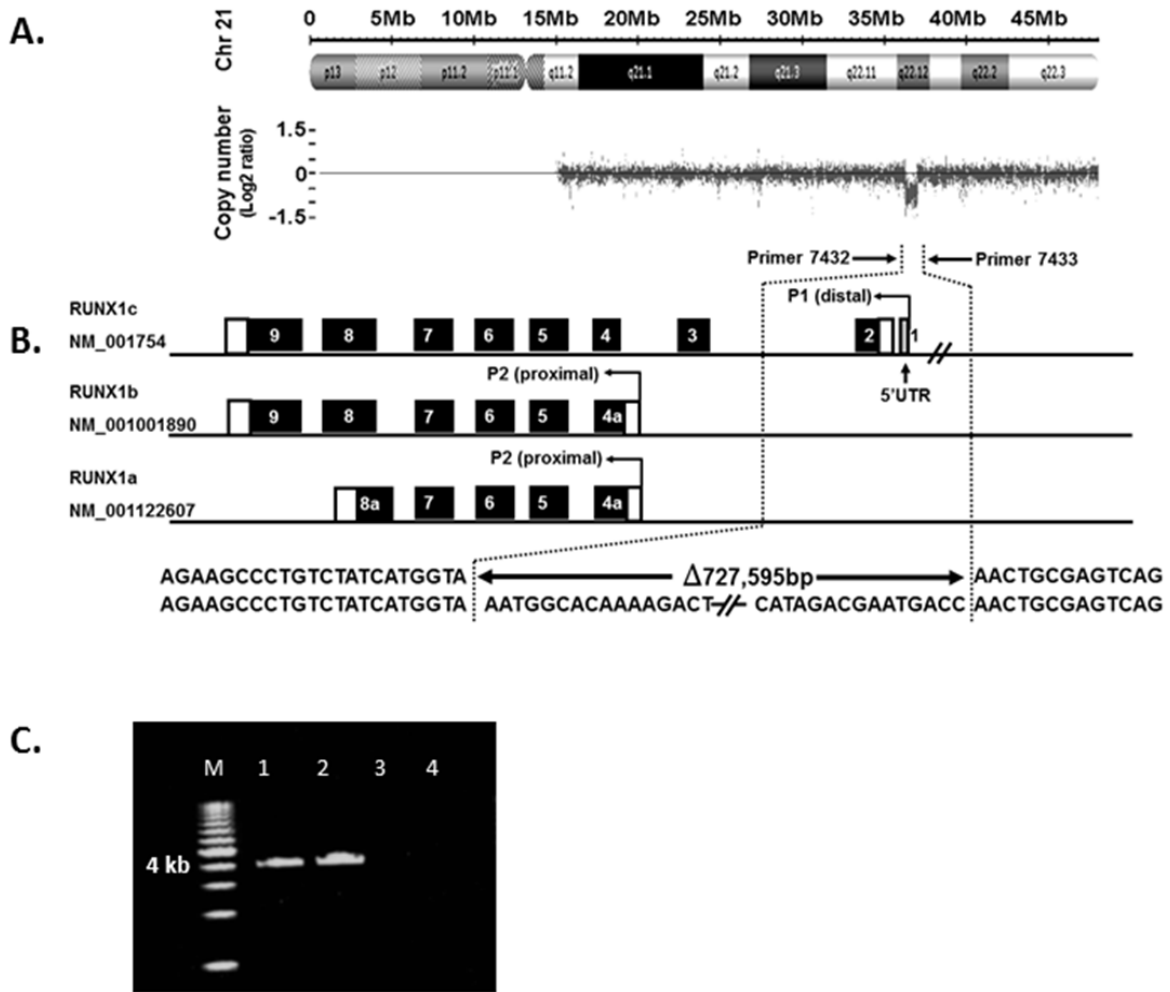 A.
Chr 21
0 5Mb 10Mb 15Mb 20Mb 25Mb 30Mb 35Mb 40Mb 45Mb
p13 p12 p11.2 p11.1 q11.2 q21.1 q21.2 q21.3 q22.11 q22.12 q22.2 q22.3
Copy number
(Log2 ratio)
1.5
0
-1.5
Primer 7432 Primer 7433
B.
RUNX1c
NM_001754
P1 (distal)
9 8 7 6 5 4 3 2 1
5'UTR
RUNX1b
NM_001001890
P2 (proximal)
9 8 7 6 5 4a
RUNX1a
NM_001122607
P2 (proximal)
8a 7 6 5 4a
AGAAGCCCTGTCTATCATGGTA Δ727,595bp AACTGCGAGTCAG
AGAAGCCCTGTCTATCATGGTA AATGGCACAAAAGACT CATAGACGAATGACC AACTGCGAGTCAG
C.
M 1 2 3 4
4 kb